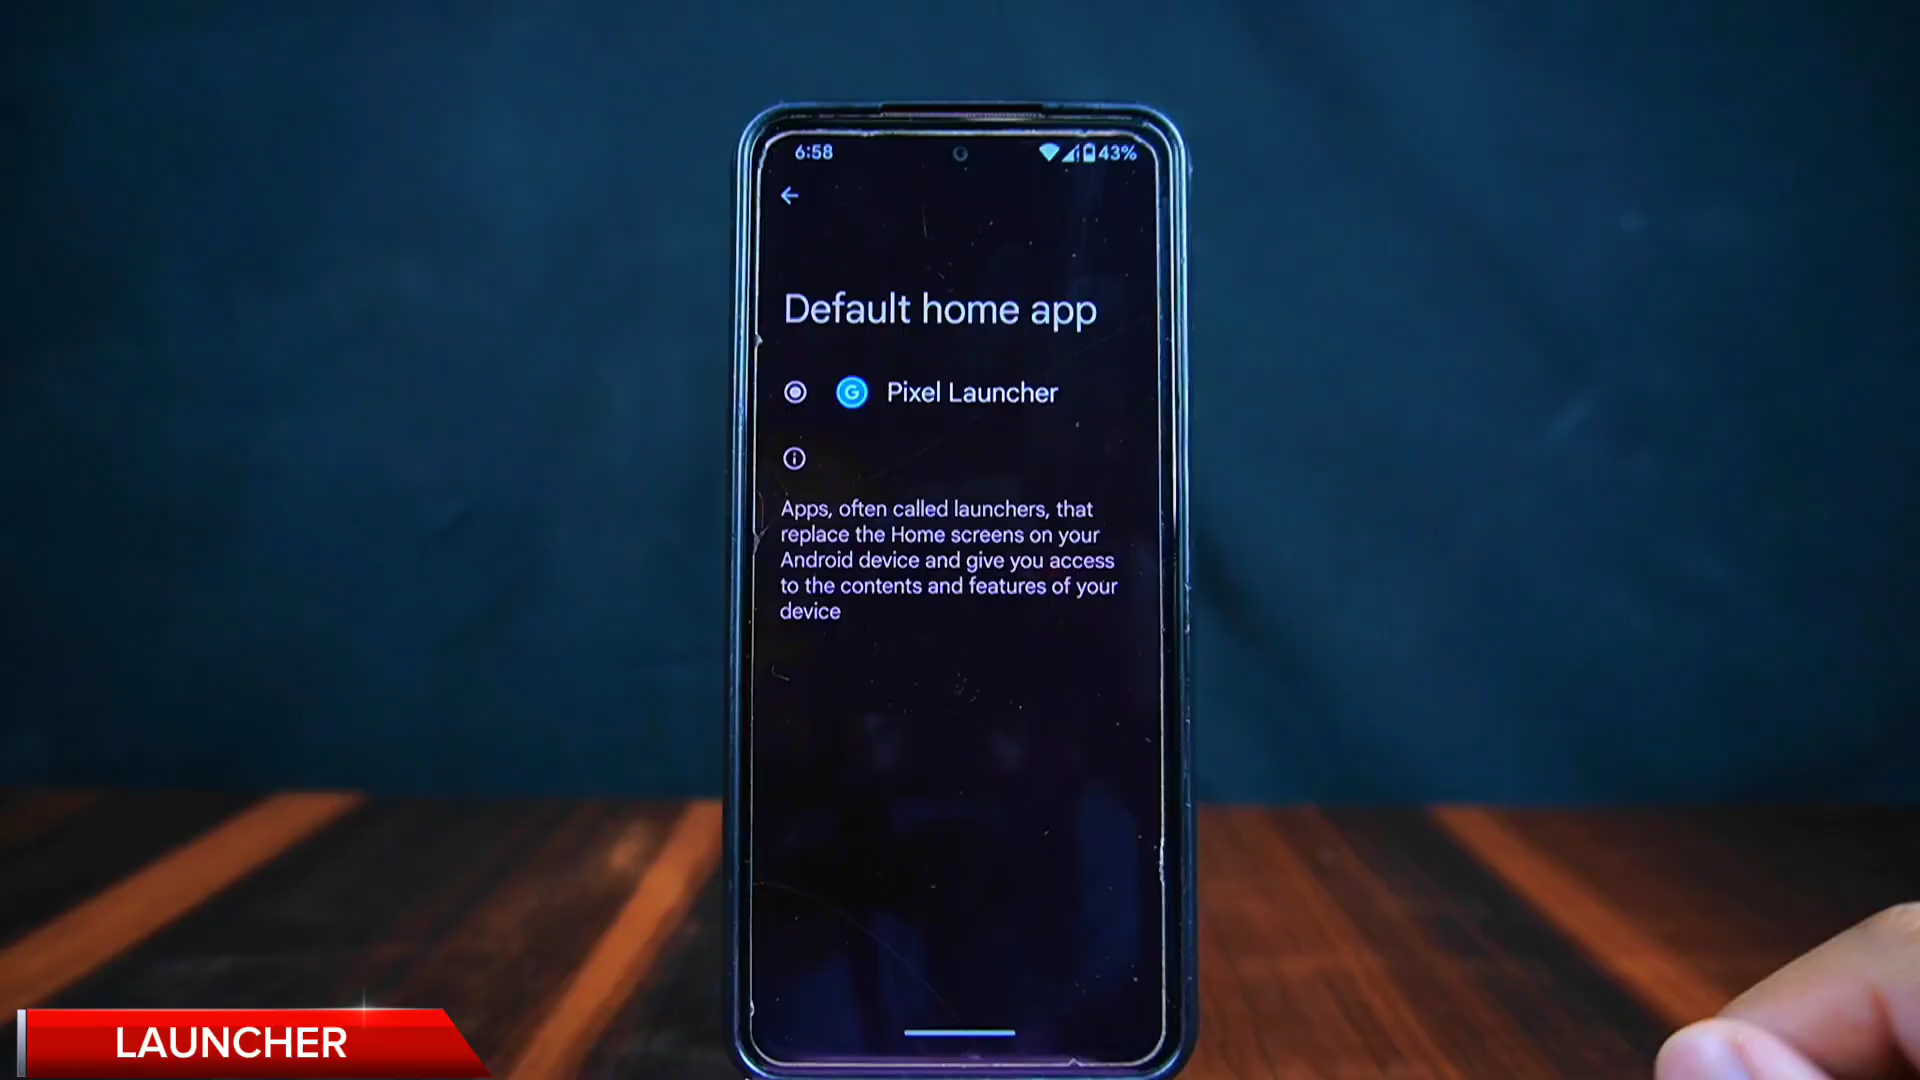 6:58
43%
Default home app
G Pixel Launcher
Apps, often called launchers, that
replace the Home screens on your
Android device and give you access
to the contents and features of your
device
LAUNCHER